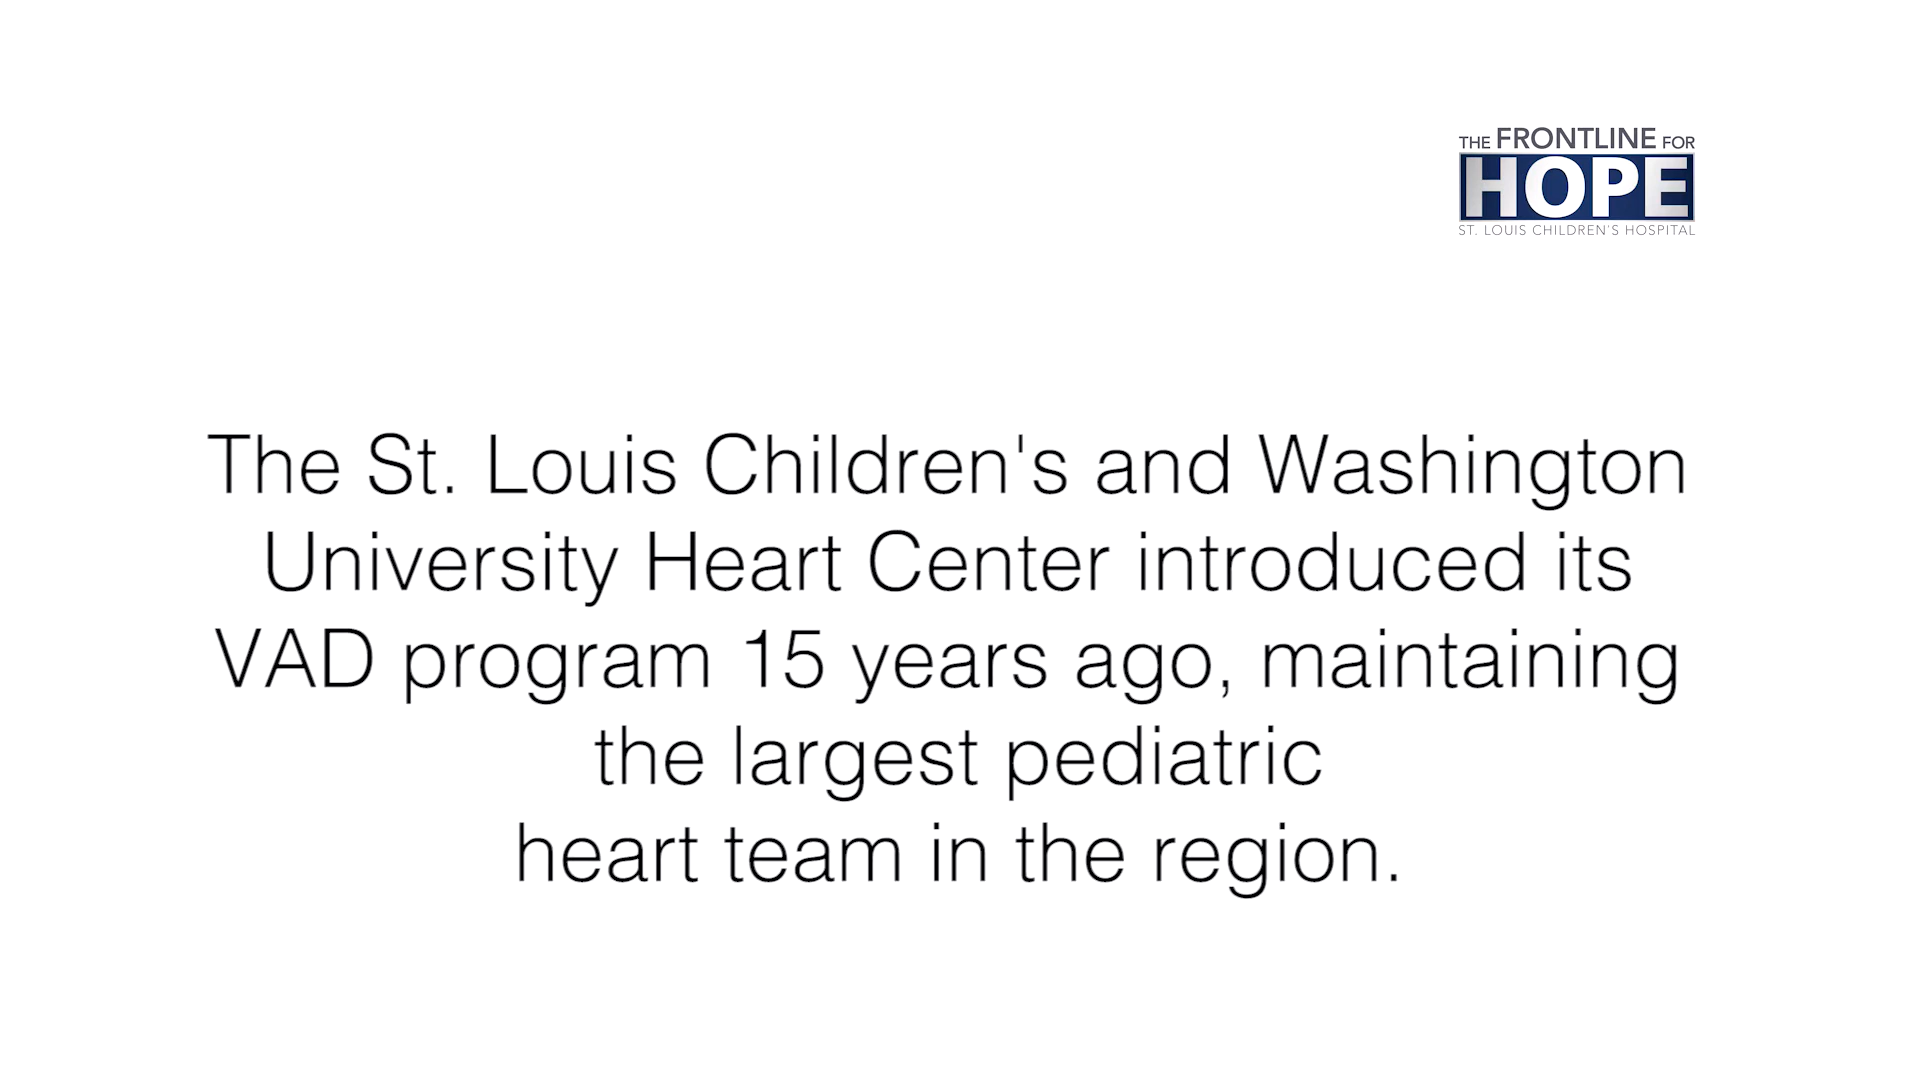 THE FRONTLINE FOR
HOPE
ST. LOUIS CHILDREN'S HOSPITAL
The St. Louis Children's and Washington
University Heart Center introduced its
VAD program 15 years ago, maintaining
the largest pediatric
heart team in the region.